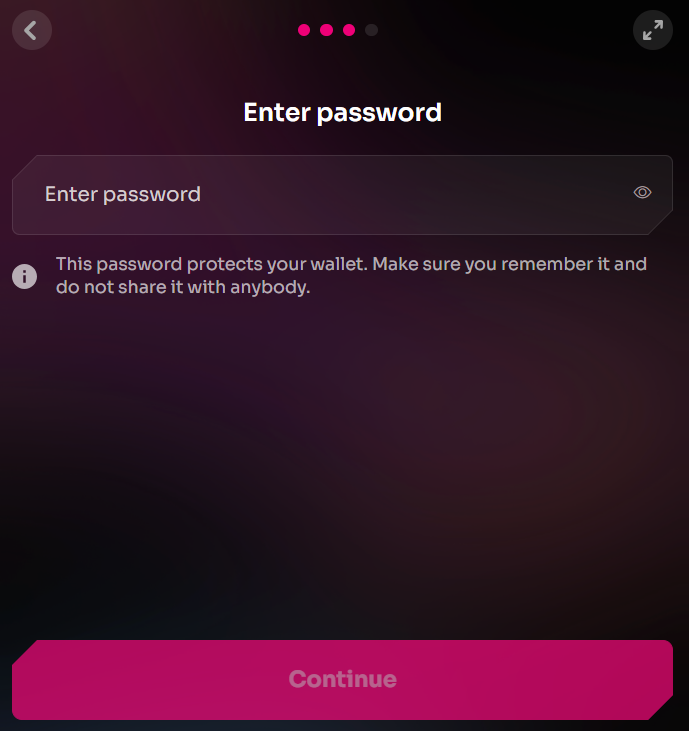 Enter password
Enter password
This password protects your wallet. Make sure you remember it and
do not share it with anybody.
Continue